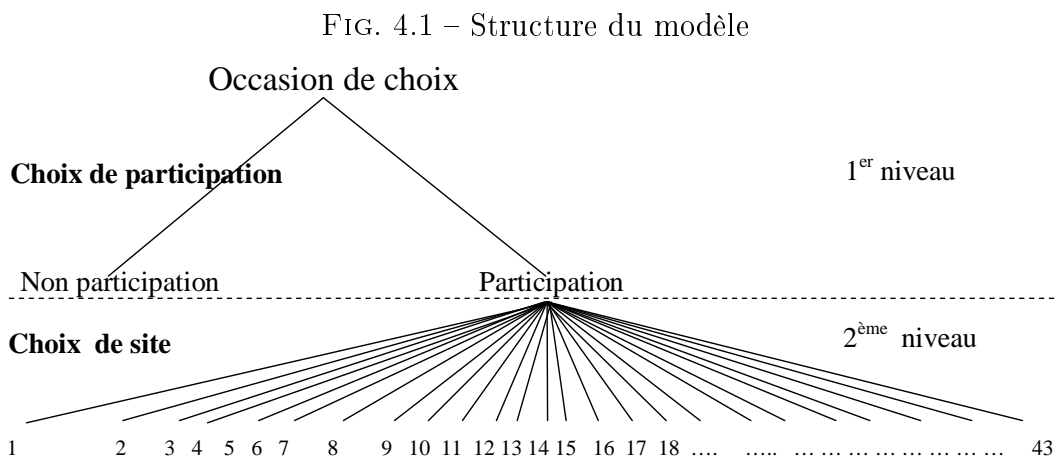 FIG. 4.1 – Structure du modèle
Occasion de choix
Choix de participation 1er niveau
Non participation Participation
Choix de site 2ème niveau
1 2 3 4 5 6 7 8 9 10 11 12 13 14 15 16 17 18 …. ….. … … … … … … … … 43